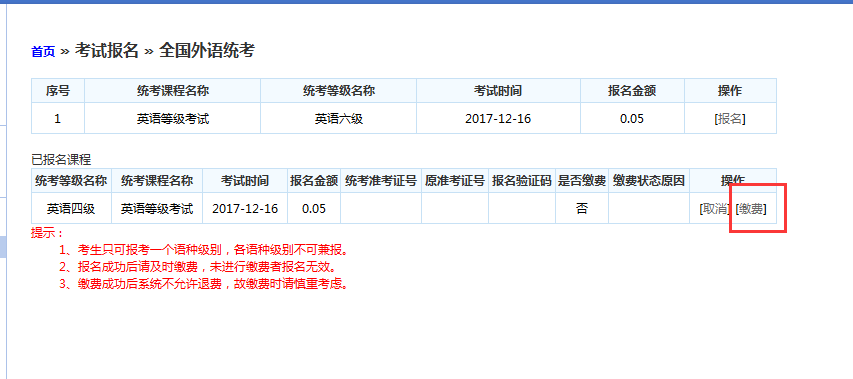 首页 » 考试报名 » 全国外语统考
序号 统考课程名称 统考等级名称 考试时间 报名金额 操作
1 英语等级考试 英语六级 2017-12-16 0.05 [报名]
已报名课程
统考等级名称 统考课程名称 考试时间 报名金额 统考准考证号 原准考证号 报名验证码 是否缴费 缴费状态原因 操作
英语四级 英语等级考试 2017-12-16 0.05 否 [取消] [缴费]
提示：
1、考生只可报考一个语种级别，各语种级别不可兼报。
2、报名成功后请及时缴费，未进行缴费者报名无效。
3、缴费成功后系统不允许退费，故缴费时请慎重考虑。